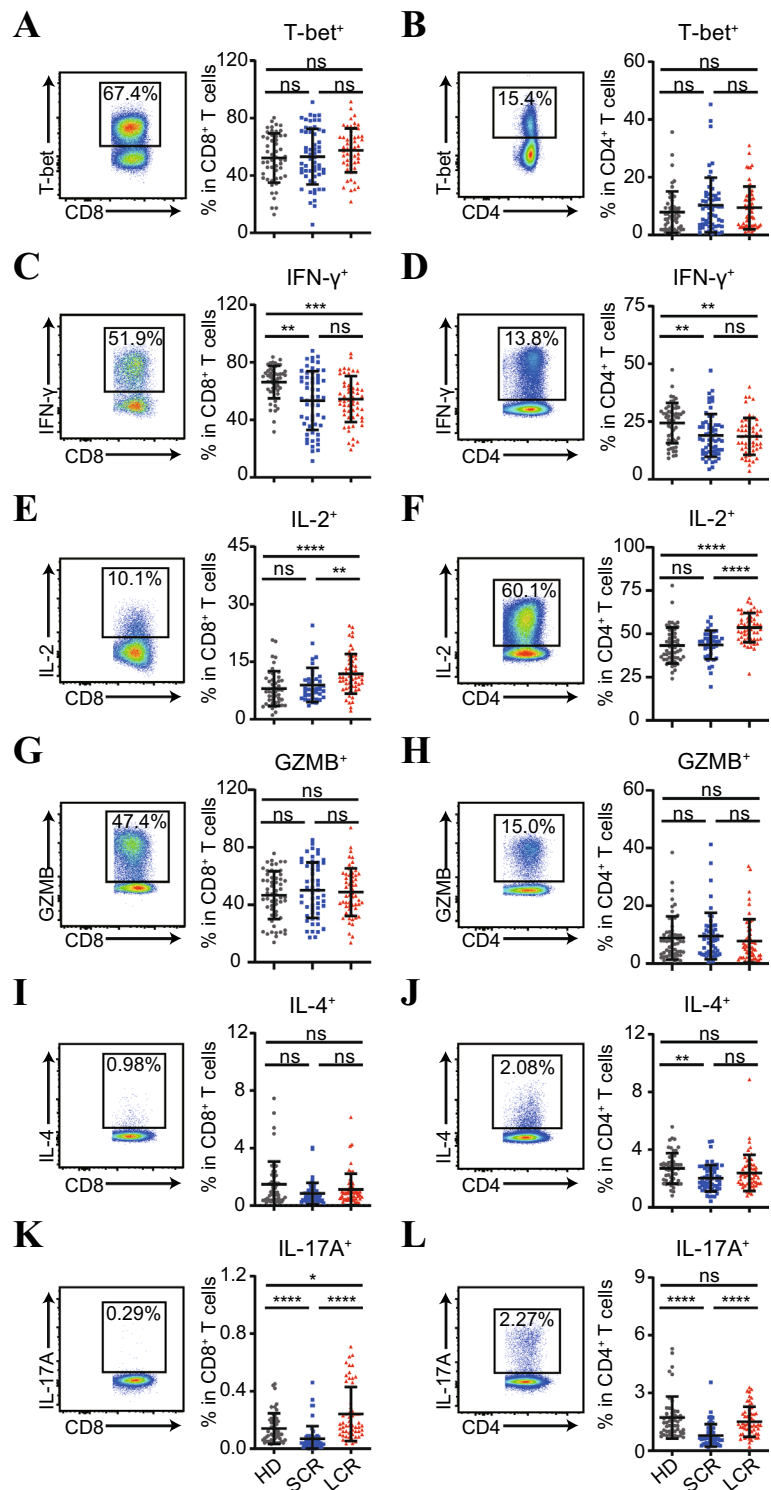 A
T-bet⁺
67.4%
T-bet
CD8
% in CD8⁺ T cells
120
80
40
0
ns
ns
ns
B
T-bet⁺
15.4%
T-bet
CD4
% in CD4⁺ T cells
60
40
20
0
ns
ns
ns
C
IFN-γ⁺
51.9%
IFN-γ
CD8
% in CD8⁺ T cells
120
80
40
0
***
**
ns
D
IFN-γ⁺
13.8%
IFN-γ
CD4
% in CD4⁺ T cells
75
50
25
0
**
**
ns
E
IL-2⁺
10.1%
IL-2
CD8
% in CD8⁺ T cells
45
30
15
0
****
ns
**
F
IL-2⁺
60.1%
IL-2
CD4
% in CD4⁺ T cells
100
75
50
25
0
****
ns
****
G
GZMB⁺
47.4%
GZMB
CD8
% in CD8⁺ T cells
120
80
40
0
ns
ns
ns
H
GZMB⁺
15.0%
GZMB
CD4
% in CD4⁺ T cells
60
40
20
0
ns
ns
ns
I
IL-4⁺
0.98%
IL-4
CD8
% in CD8⁺ T cells
12
8
4
0
ns
ns
ns
J
IL-4⁺
2.08%
IL-4
CD4
% in CD4⁺ T cells
12
9
6
3
0
ns
**
ns
K
IL-17A⁺
0.29%
IL-17A
CD8
% in CD8⁺ T cells
1.2
0.8
0.4
0.0
*
****
****
HD
SCR
LCR
L
IL-17A⁺
2.27%
IL-17A
CD4
% in CD4⁺ T cells
9
6
3
0
ns
****
****
HD
SCR
LCR